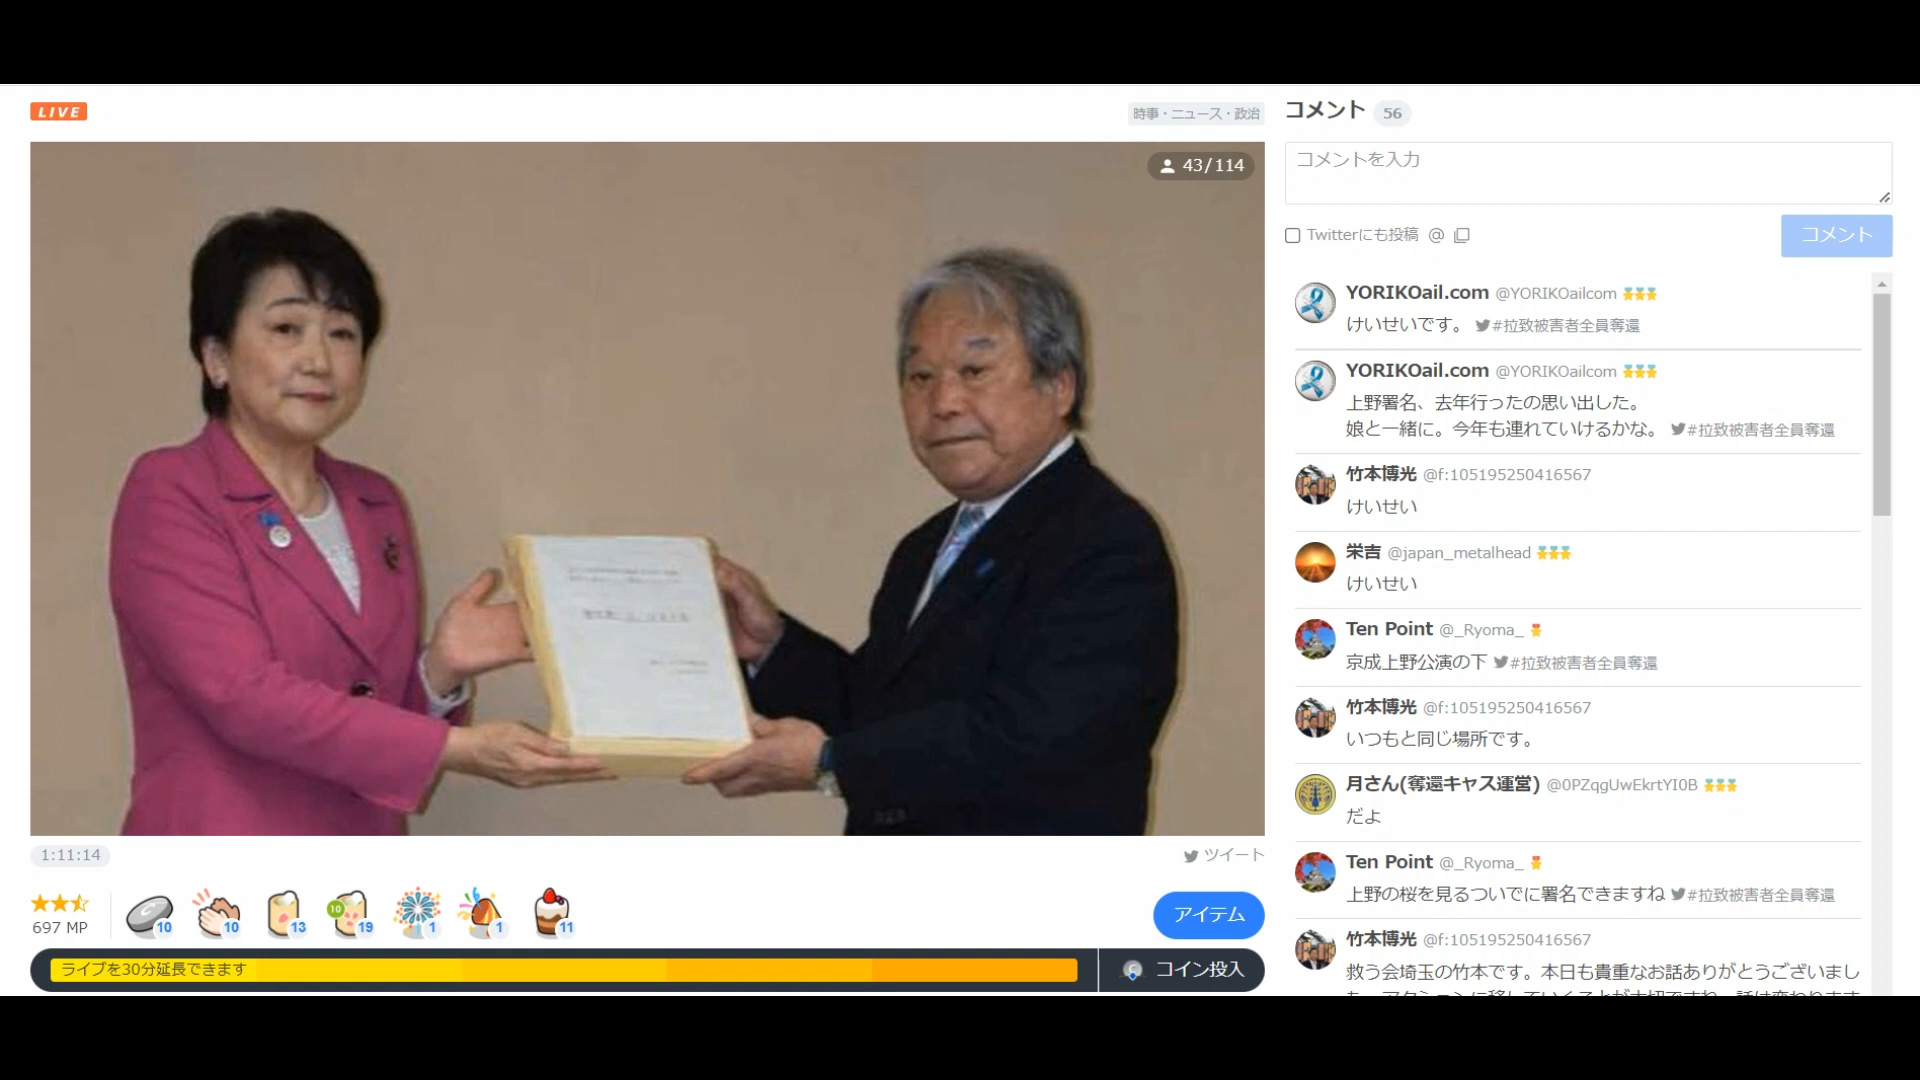 LIVE
時事・ニュース・政治
43/114
1:11:14
ツイート
697 MP
10
10
13
10
19
1
1
11
アイテム
ライブを30分延長できます
コイン投入
コメント 56
コメントを入力
Twitterにも投稿 @
コメント
YORIKOail.com @YORIKOailcom
けいせいです。 #拉致被害者全員奪還
YORIKOail.com @YORIKOailcom
上野署名、去年行ったの思い出した。
娘と一緒に。今年も連れていけるかな。 #拉致被害者全員奪還
竹本博光 @f:105195250416567
けいせい
栄吉 @japan_metalhead
けいせい
Ten Point @_Ryoma_
京成上野公演の下 #拉致被害者全員奪還
竹本博光 @f:105195250416567
いつもと同じ場所です。
月さん(奪還キャス運営) @0PZqgUwEkrtYI0B
だよ
Ten Point @_Ryoma_
上野の桜を見るついでに署名できますね #拉致被害者全員奪還
竹本博光 @f:105195250416567
救う会埼玉の竹本です。本日も貴重なお話ありがとうございまし